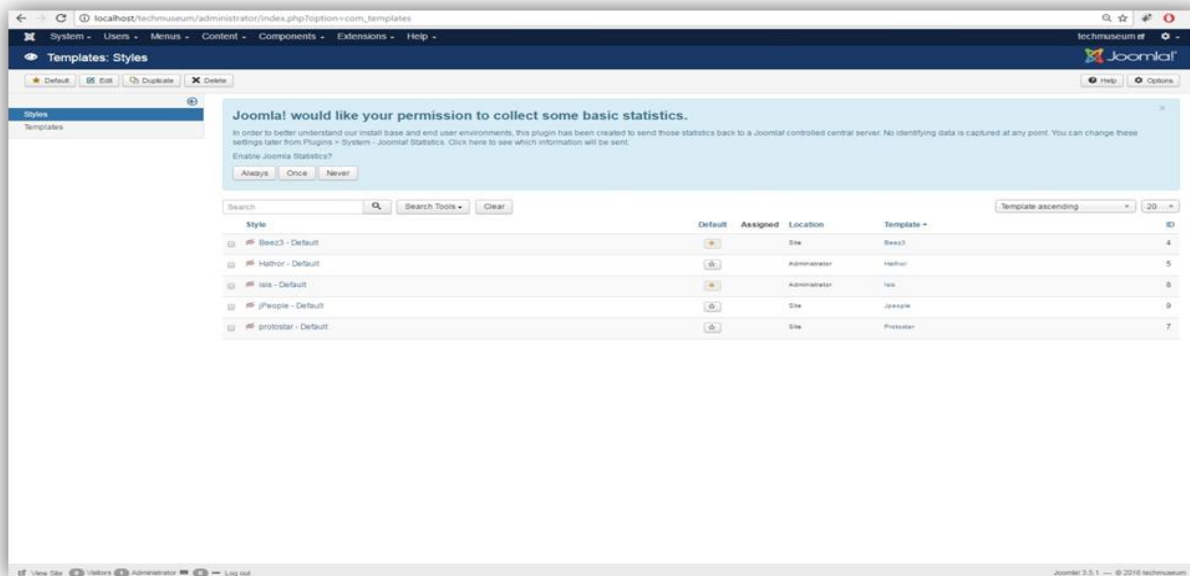 localhost/techmuseum/administrator/index.php?option=com_templates
System Users Menus Content Components Extensions Help techmuseum
Templates: Styles Joomla!
Default Edit Duplicate Delete Help Options
Styles
Templates
Joomla! would like your permission to collect some basic statistics.
In order to better understand our install base and end user environments, this plugin has been created to send those statistics back to a Joomla! controlled central server. No identifying data is captured at any point. You can change these
settings later from Plugins > System - Joomla! Statistics. Click here to see which information will be sent.
Enable Joomla Statistics?
Always Once Never
Search Search Tools Clear Template ascending 20
Style Default Assigned Location Template ID
Beez3 - Default Site Beez3 4
Hathor - Default Administrator Hathor 5
isis - Default Administrator Isis 8
jPeople - Default Site Jpeople 9
protostar - Default Site Protostar 7
View Site Visitors Administrator Log out Joomla! 3.5.1 — © 2016 techmuseum